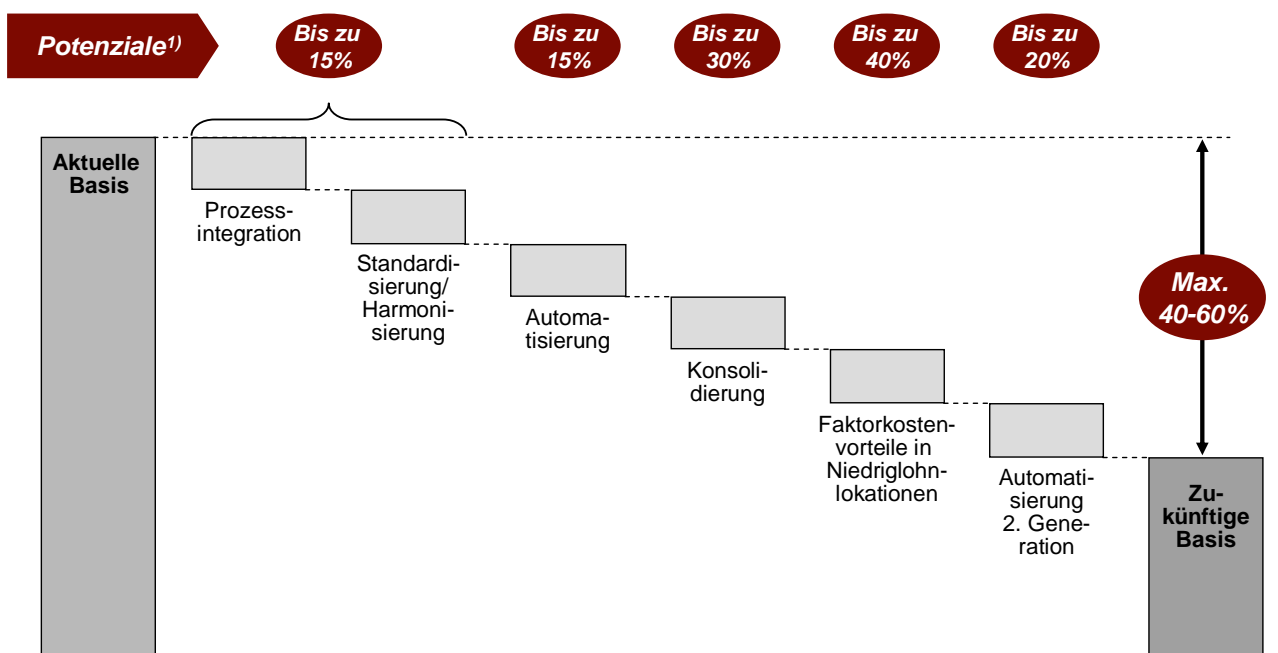 Potenziale1)
Bis zu
15%
Bis zu
15%
Bis zu
30%
Bis zu
40%
Bis zu
20%
Aktuelle
Basis
Prozess-
integration
Standardi-
sierung/
Harmoni-
sierung
Automa-
tisierung
Konsoli-
dierung
Faktorkosten-
vorteile in
Niedriglohn-
lokationen
Automati-
sierung
2. Gene-
ration
Max.
40-60%
Zu-
künftige
Basis